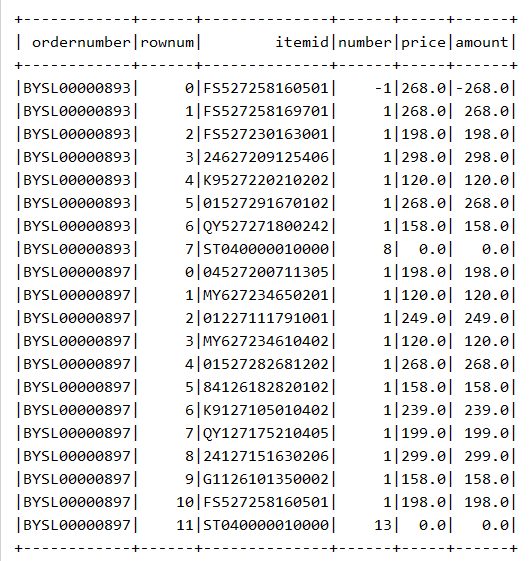 +------------+------+--------------+------+-----+------+
| ordernumber|rownum|        itemid|number|price|amount|
+------------+------+--------------+------+-----+------+
|BYSL00000893|     0|FS527258160501|    -1|268.0|-268.0|
|BYSL00000893|     1|FS527258169701|     1|268.0| 268.0|
|BYSL00000893|     2|FS527230163001|     1|198.0| 198.0|
|BYSL00000893|     3|24627209125406|     1|298.0| 298.0|
|BYSL00000893|     4|K9527220210202|     1|120.0| 120.0|
|BYSL00000893|     5|01527291670102|     1|268.0| 268.0|
|BYSL00000893|     6|QY527271800242|     1|158.0| 158.0|
|BYSL00000893|     7|ST040000010000|     8|  0.0|   0.0|
|BYSL00000897|     0|04527200711305|     1|198.0| 198.0|
|BYSL00000897|     1|MY627234650201|     1|120.0| 120.0|
|BYSL00000897|     2|01227111791001|     1|249.0| 249.0|
|BYSL00000897|     3|MY627234610402|     1|120.0| 120.0|
|BYSL00000897|     4|01527282681202|     1|268.0| 268.0|
|BYSL00000897|     5|84126182820102|     1|158.0| 158.0|
|BYSL00000897|     6|K9127105010402|     1|239.0| 239.0|
|BYSL00000897|     7|QY127175210405|     1|199.0| 199.0|
|BYSL00000897|     8|24127151630206|     1|299.0| 299.0|
|BYSL00000897|     9|G1126101350002|     1|158.0| 158.0|
|BYSL00000897|    10|FS527258160501|     1|198.0| 198.0|
|BYSL00000897|    11|ST040000010000|    13|  0.0|   0.0|
+------------+------+--------------+------+-----+------+